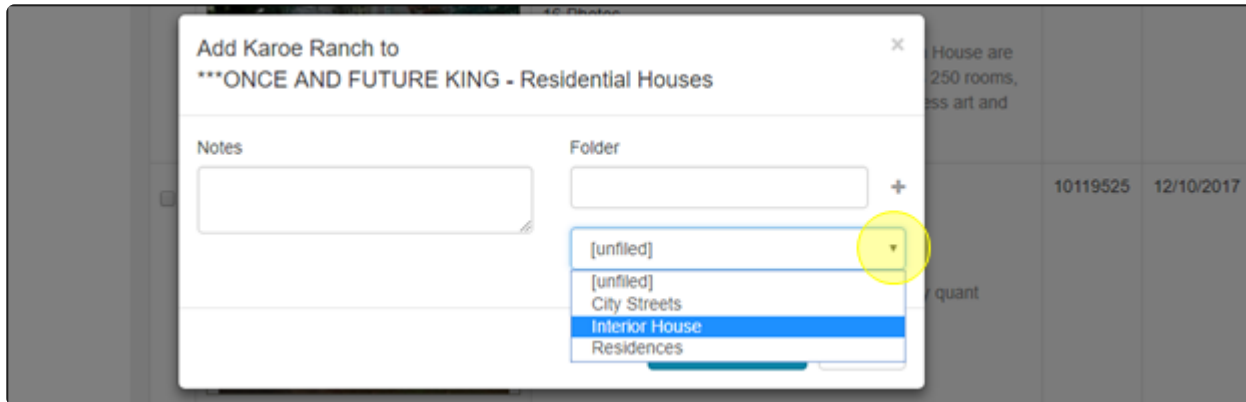 16 Photos
Add Karoe Ranch to
***ONCE AND FUTURE KING - Residential Houses
×
House are
250 rooms,
ess art and
Notes
Folder
+
10119525
12/10/2017
[unfiled]
[unfiled]
City Streets
Interior House
Residences
quant